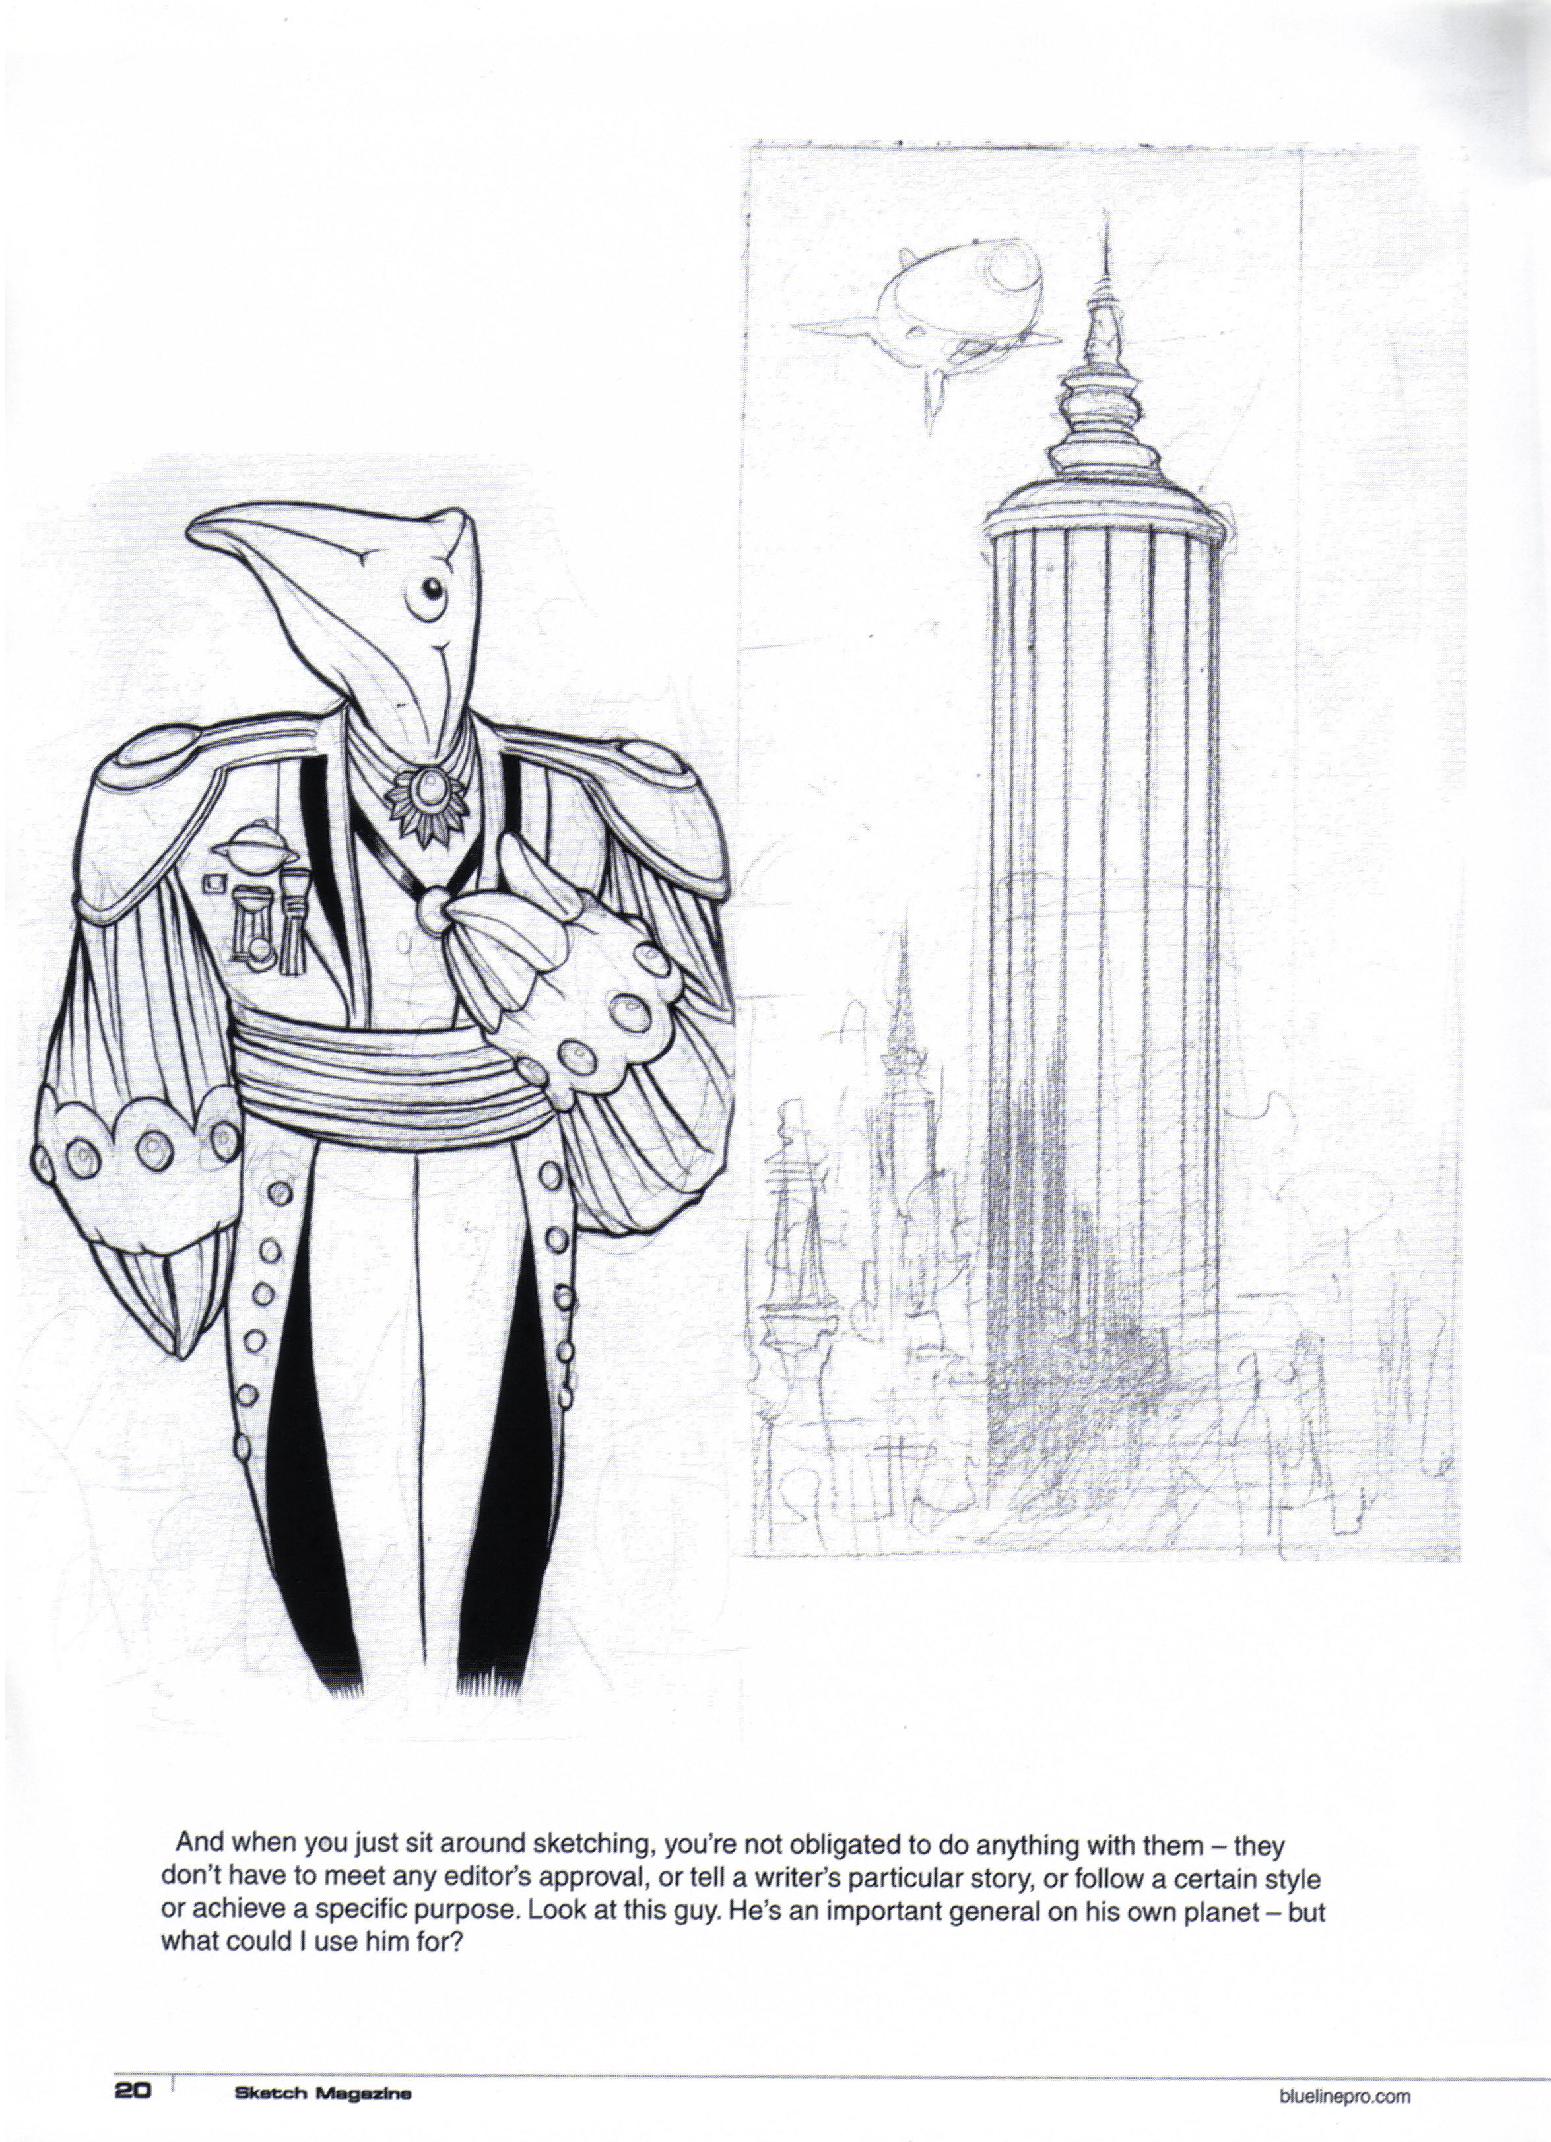 And when you just sit around sketching, you're not obligated to do anything with them – they
don't have to meet any editor's approval, or tell a writer's particular story, or follow a certain style
or achieve a specific purpose. Look at this guy. He's an important general on his own planet – but
what could I use him for?
20 Sketch Magazine bluelinepro.com